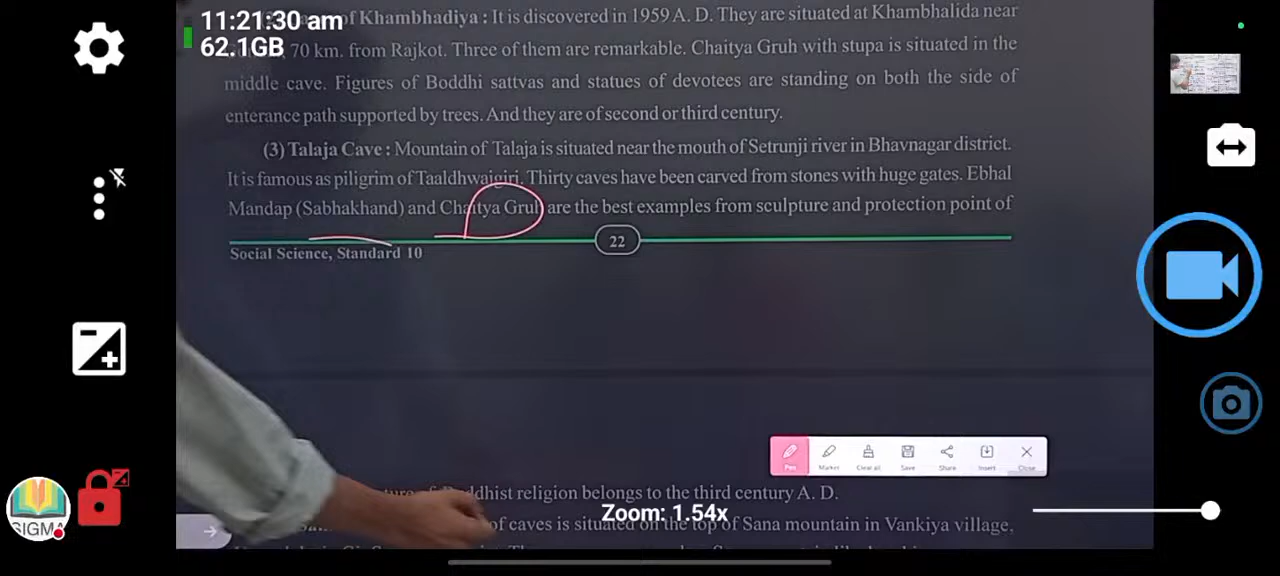 11:21:30 am
62.1GB
of Khambhadiya : It is discovered in 1959 A. D. They are situated at Khambhalida near
70 km. from Rajkot. Three of them are remarkable. Chaitya Gruh with stupa is situated in the
middle cave. Figures of Boddhi sattvas and statues of devotees are standing on both the side of
enterance path supported by trees. And they are of second or third century.
(3) Talaja Cave : Mountain of Talaja is situated near the mouth of Setrunji river in Bhavnagar district.
It is famous as piligrim of Taaldhwaigiri. Thirty caves have been carved from stones with huge gates. Ebhal
Mandap (Sabhakhand) and Chaitya Gruh are the best examples from sculpture and protection point of
Social Science, Standard 10
22
Pen
Marker
Clear all
Save
Share
Insert
Close
Buddhist religion belongs to the third century A. D.
of caves is situated on the top of Sana mountain in Vankiya village,
Zoom: 1.54x
SIGMA